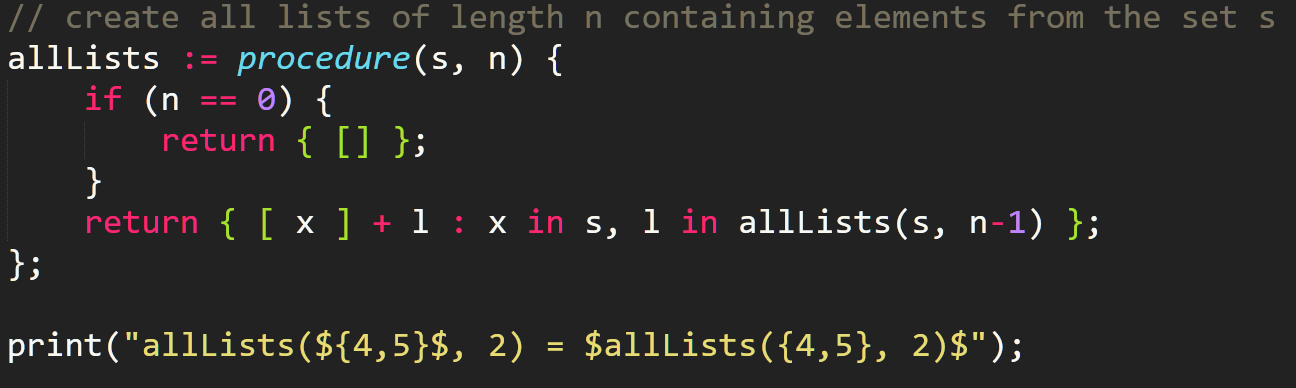 // create all lists of length n containing elements from the set s
allLists := procedure(s, n) {
    if (n == 0) {
        return { [] };
    }
    return { [ x ] + l : x in s, l in allLists(s, n-1) };
};

print("allLists(${4,5}$, 2) = $allLists({4,5}, 2)$");